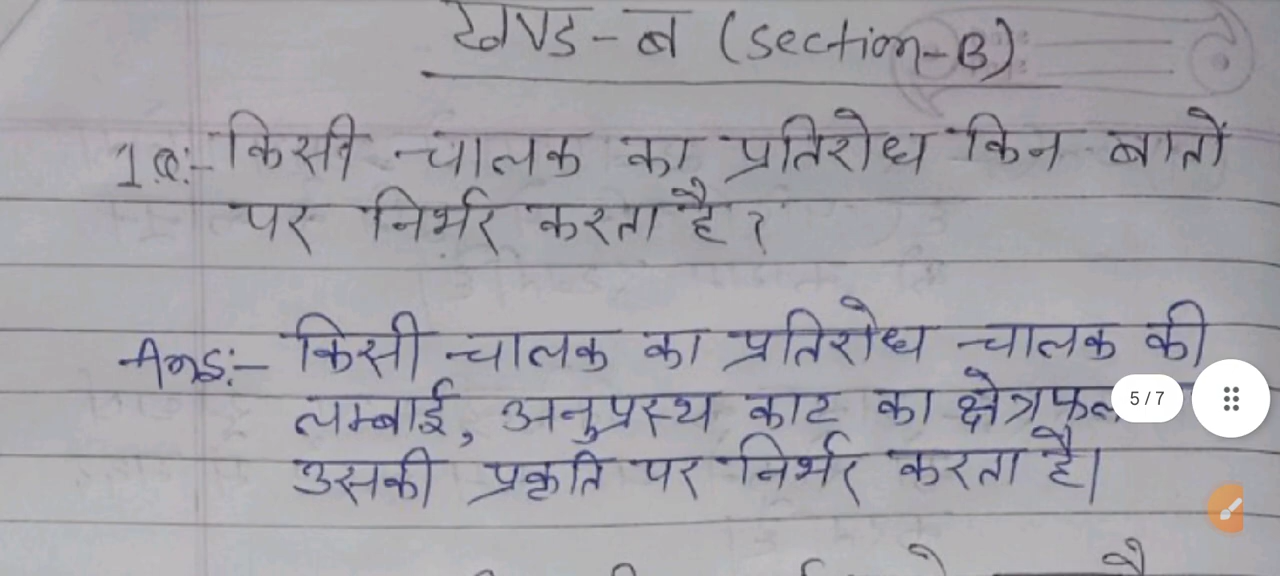 खण्ड-ब (Section-B)
1Q:- किसी चालक का प्रतिरोध किन बातों
पर निर्भर करता है?
Ans:- किसी चालक का प्रतिरोध चालक की
लम्बाई, अनुप्रस्थ काट का क्षेत्रफल
5/7
उसकी प्रकृति पर निर्भर करता है।